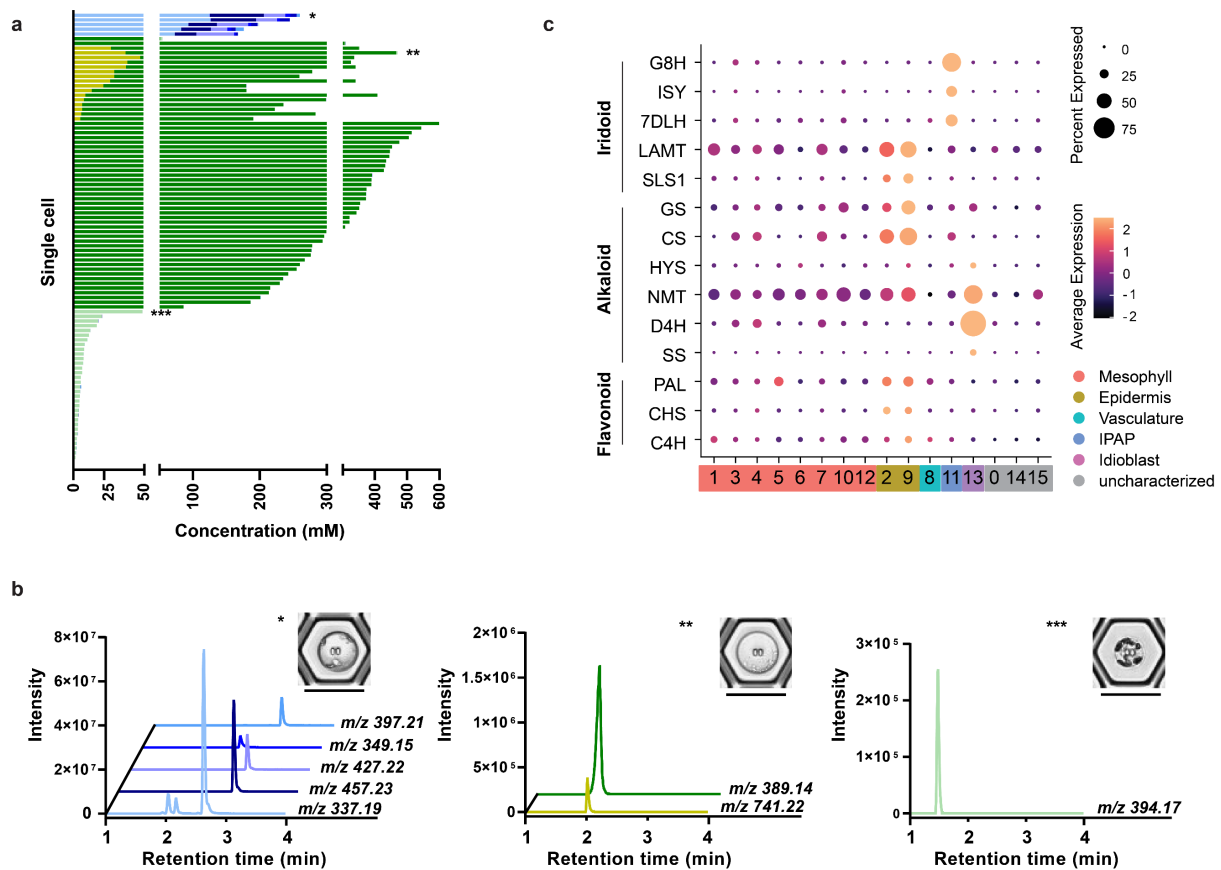 a
*
**
***
Single cell
0
25
50
100
200
300
400
500
600
Concentration (mM)
c
Iridoid
Alkaloid
Flavonoid
G8H
ISY
7DLH
LAMT
SLS1
GS
CS
HYS
NMT
D4H
SS
PAL
CHS
C4H
1 3 4 5 6 7 10 12 2 9 8 11 13 0 14 15
Percent Expressed
0
25
50
75
Average Expression
2
1
0
-1
-2
Mesophyll
Epidermis
Vasculature
IPAP
Idioblast
uncharacterized
b
*
Intensity
8×10⁷
6×10⁷
4×10⁷
2×10⁷
0
m/z 397.21
m/z 349.15
m/z 427.22
m/z 457.23
m/z 337.19
1 2 3 4
Retention time (min)
**
Intensity
2×10⁶
1.5×10⁶
1×10⁶
5×10⁵
0
m/z 389.14
m/z 741.22
1 2 3 4
Retention time (min)
***
Intensity
3×10⁵
2×10⁵
1×10⁵
0
m/z 394.17
1 2 3 4
Retention time (min)